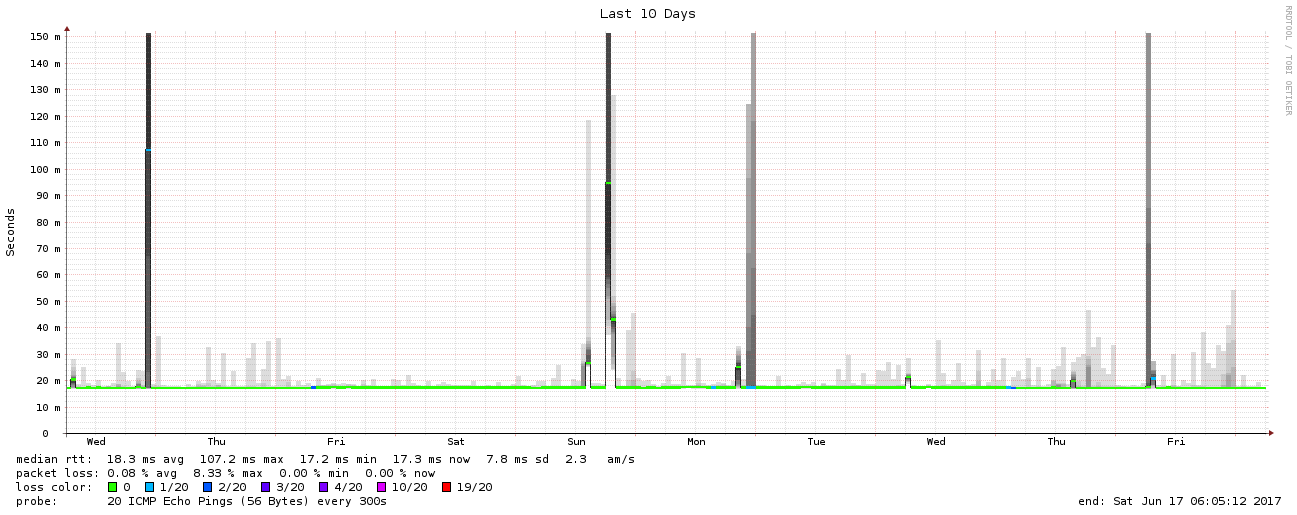 Last 10 Days
RRDTOOL / TOBI OETIKER
Seconds
150 m
140 m
130 m
120 m
110 m
100 m
90 m
80 m
70 m
60 m
50 m
40 m
30 m
20 m
10 m
0
Wed Thu Fri Sat Sun Mon Tue Wed Thu Fri
median rtt: 18.3 ms avg 107.2 ms max 17.2 ms min 17.3 ms now 7.8 ms sd 2.3 am/s
packet loss: 0.08 % avg 8.33 % max 0.00 % min 0.00 % now
loss color: 0 1/20 2/20 3/20 4/20 10/20 19/20
probe: 20 ICMP Echo Pings (56 Bytes) every 300s end: Sat Jun 17 06:05:12 2017